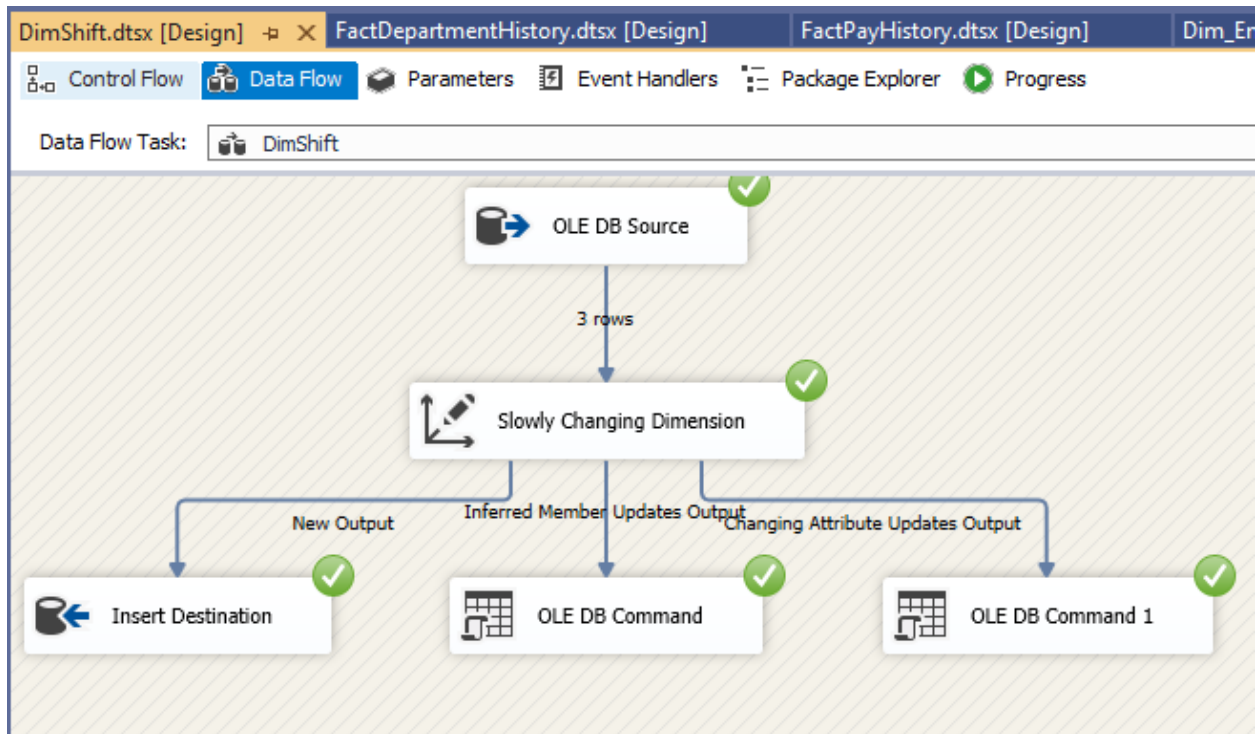 DimShift.dtsx [Design] FactDepartmentHistory.dtsx [Design] FactPayHistory.dtsx [Design] Dim_En
Control Flow Data Flow Parameters Event Handlers Package Explorer Progress
Data Flow Task: DimShift
OLE DB Source
3 rows
Slowly Changing Dimension
New Output Inferred Member Updates Output Changing Attribute Updates Output
Insert Destination OLE DB Command OLE DB Command 1